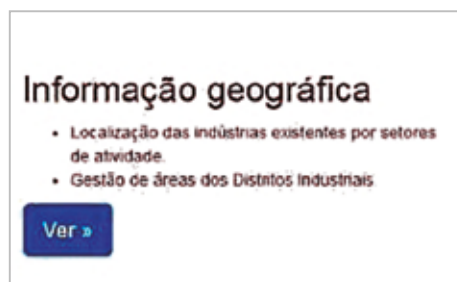 Informação geográfica
• Localização das indústrias existentes por setores
de atividade.
• Gestão de áreas dos Distritos Industriais
Ver »